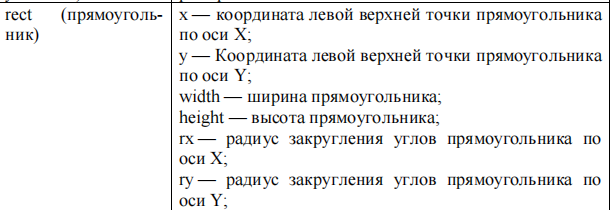 rect (прямоуголь-
ник)
x — координата левой верхней точки прямоугольника
по оси X;
y — Координата левой верхней точки прямоугольника
по оси Y;
width — ширина прямоугольника;
height — высота прямоугольника;
rx — радиус закругления углов прямоугольника по
оси X;
ry — радиус закругления углов прямоугольника по
оси Y;